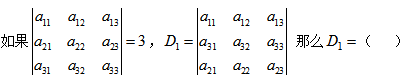 如果 | a₁₁ a₁₂ a₁₃ | a₂₁ a₂₂ a₂₃ | a₃₁ a₃₂ a₃₃ | = 3，D₁ = | a₁₁ a₁₂ a₁₃ | a₃₁ a₃₂ a₃₃ | a₂₁ a₂₂ a₂₃ | 那么 D₁ =（ ）